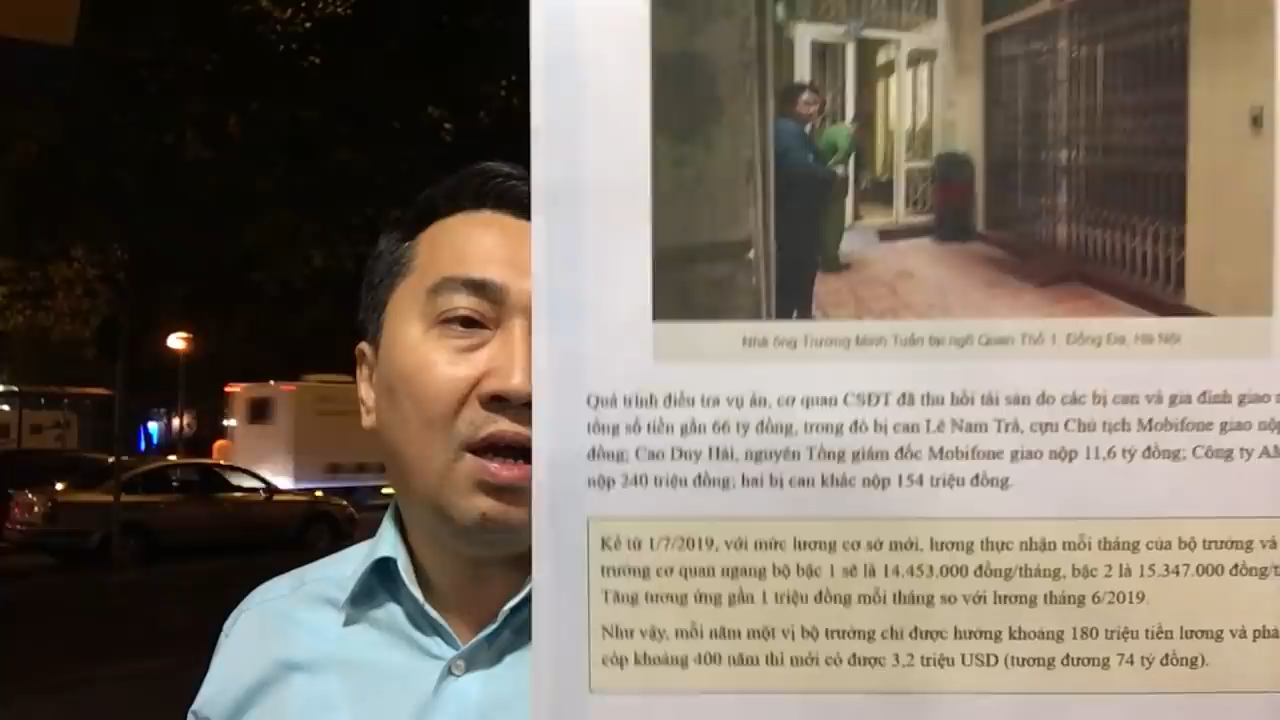 Nhà ông Trương Minh Tuấn tại ngõ Quan Thổ 1, Đống Đa, Hà Nội
Quá trình điều tra vụ án, cơ quan CSĐT đã thu hồi tài sản do các bị can và gia đình giao
tổng số tiền gần 66 tỷ đồng, trong đó bị can Lê Nam Trà, cựu Chủ tịch Mobifone giao nộp
đồng; Cao Duy Hải, nguyên Tổng giám đốc Mobifone giao nộp 11,6 tỷ đồng; Công ty
nộp 240 triệu đồng; hai bị can khác nộp 154 triệu đồng.
Kể từ 1/7/2019, với mức lương cơ sở mới, lương thực nhận mỗi tháng của bộ trưởng và
trưởng cơ quan ngang bộ bậc 1 sẽ là 14.453.000 đồng/tháng, bậc 2 là 15.347.000 đồng/t
Tăng tương ứng gần 1 triệu đồng mỗi tháng so với lương tháng 6/2019.
Như vậy, mỗi năm một vị bộ trưởng chỉ được hưởng khoảng 180 triệu tiền lương và phả
cóp khoảng 400 năm thì mới có được 3,2 triệu USD (tương đương 74 tỷ đồng).